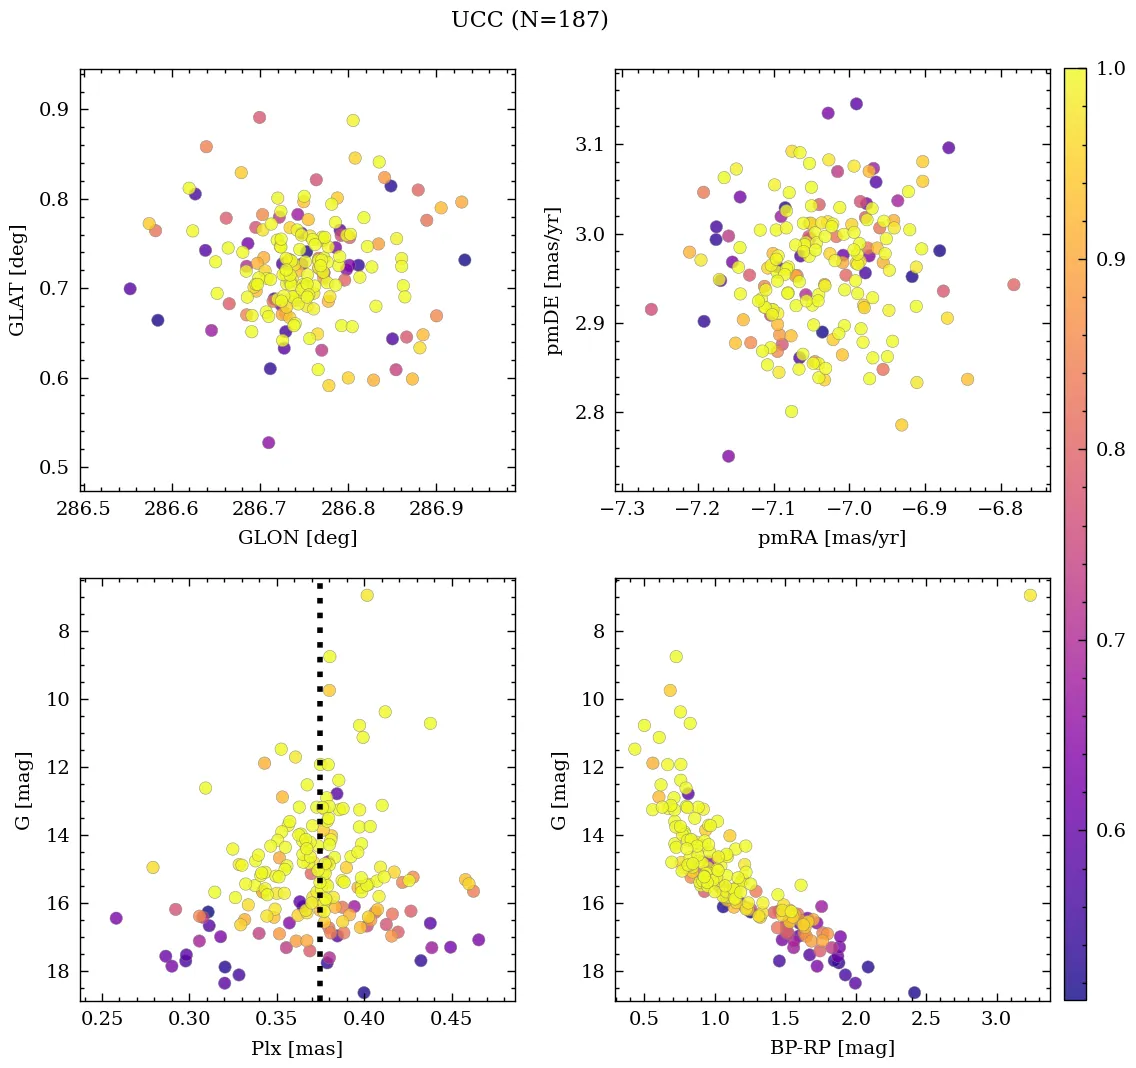 UCC (N=187)
0.9
0.8
0.7
0.6
0.5
GLAT [deg]
286.5 286.6 286.7 286.8 286.9
GLON [deg]
3.1
3.0
2.9
2.8
pmDE [mas/yr]
−7.3 −7.2 −7.1 −7.0 −6.9 −6.8
pmRA [mas/yr]
8
10
12
14
16
18
G [mag]
0.25 0.30 0.35 0.40 0.45
Plx [mas]
8
10
12
14
16
18
G [mag]
0.5 1.0 1.5 2.0 2.5 3.0
BP-RP [mag]
1.0
0.9
0.8
0.7
0.6